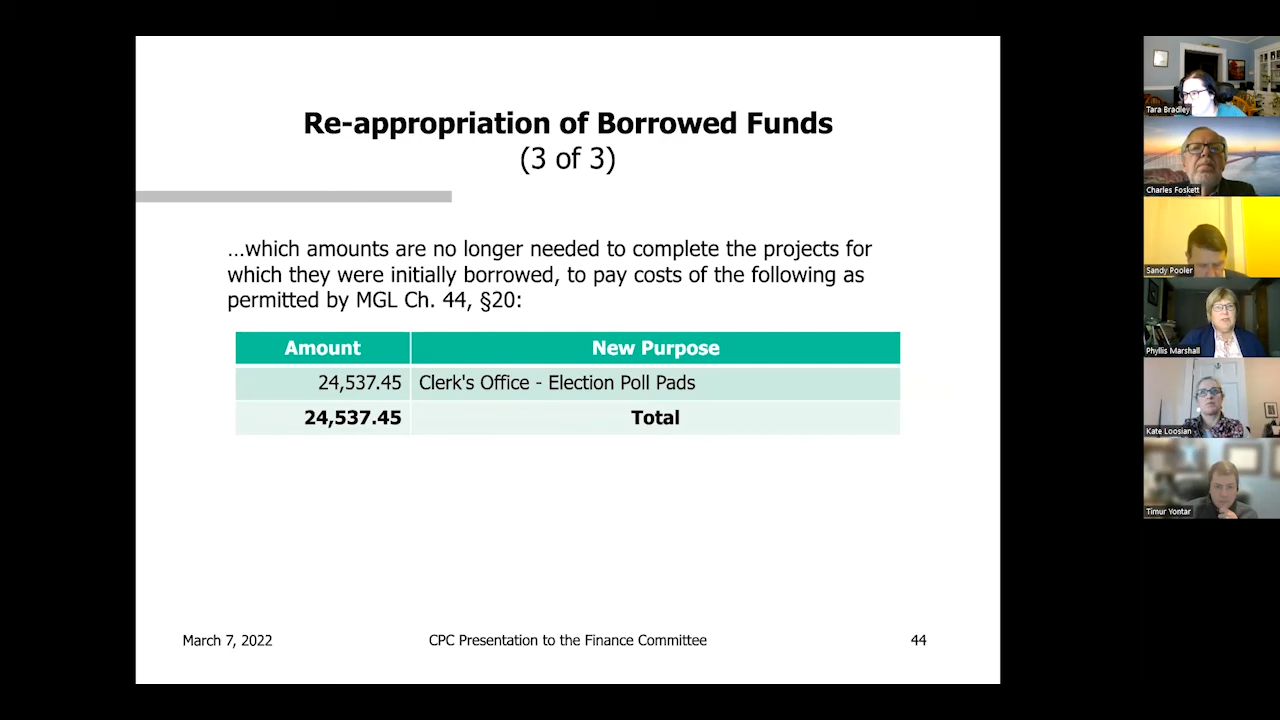 Re-appropriation of Borrowed Funds
(3 of 3)
…which amounts are no longer needed to complete the projects for
which they were initially borrowed, to pay costs of the following as
permitted by MGL Ch. 44, §20:
Amount New Purpose
24,537.45 Clerk's Office - Election Poll Pads
24,537.45 Total
March 7, 2022 CPC Presentation to the Finance Committee 44
Tara Bradley
Charles Foskett
Sandy Pooler
Phyllis Marshall
Kate Loosian
Timur Yontar